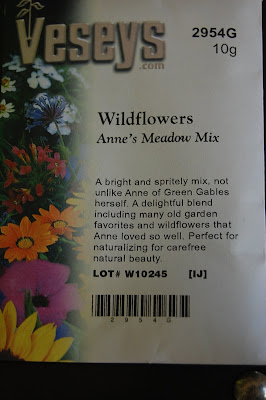 Veseys
.com
2954G
10g
Wildflowers
Anne's Meadow Mix
A bright and spritely mix, not
unlike Anne of Green Gables
herself. A delightful blend
including many old garden
favorites and wildflowers that
Anne loved so well. Perfect for
naturalizing for carefree
natural beauty.
LOT# W10245 [IJ]
2954G